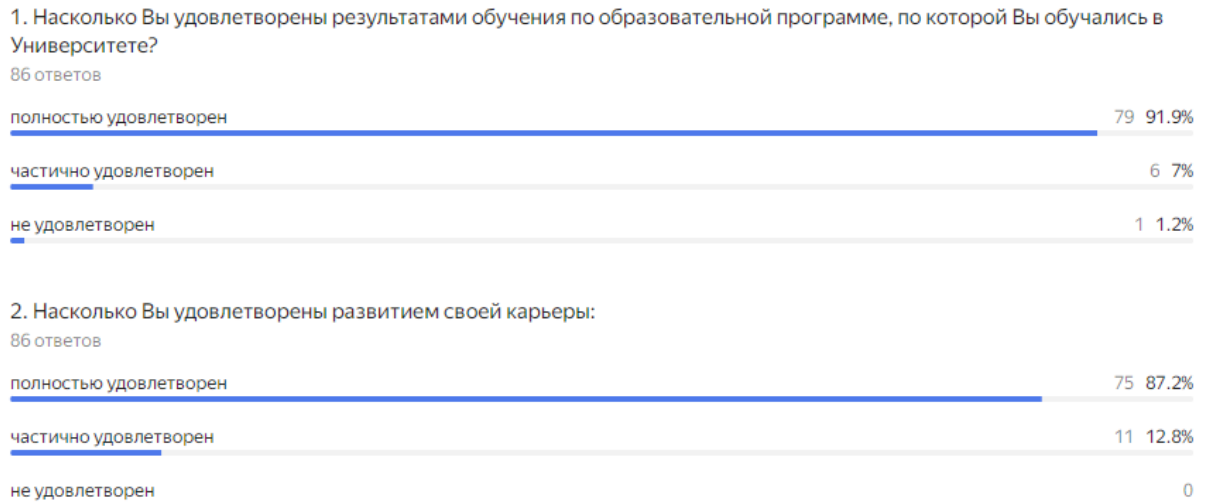 1. Насколько Вы удовлетворены результатами обучения по образовательной программе, по которой Вы обучались в
Университете?
86 ответов
полностью удовлетворен 79 91.9%
частично удовлетворен 6 7%
не удовлетворен 1 1.2%
2. Насколько Вы удовлетворены развитием своей карьеры:
86 ответов
полностью удовлетворен 75 87.2%
частично удовлетворен 11 12.8%
не удовлетворен 0